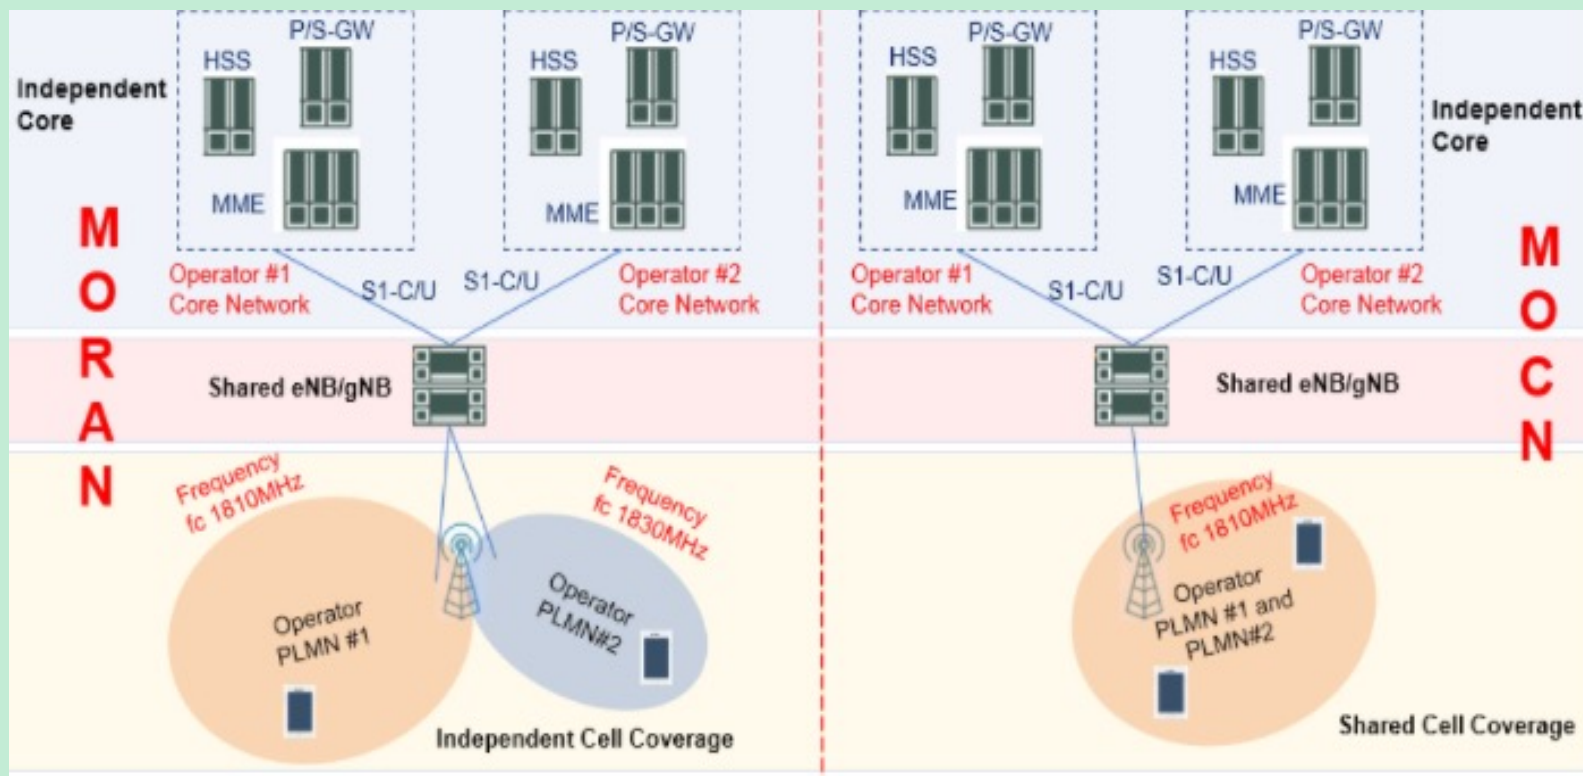 Independent
Core
HSS
P/S-GW
MME
HSS
P/S-GW
MME
Operator #1
Core Network
S1-C/U
S1-C/U
Operator #2
Core Network
MORAN
Shared eNB/gNB
Frequency
fc 1810MHz
Frequency
fc 1830MHz
Operator
PLMN #1
Operator
PLMN#2
Independent Cell Coverage
HSS
P/S-GW
MME
HSS
P/S-GW
MME
Independent
Core
Operator #1
Core Network
S1-C/U
S1-C/U
Operator #2
Core Network
MOCN
Shared eNB/gNB
Frequency
fc 1810MHz
Operator
PLMN #1 and
PLMN#2
Shared Cell Coverage